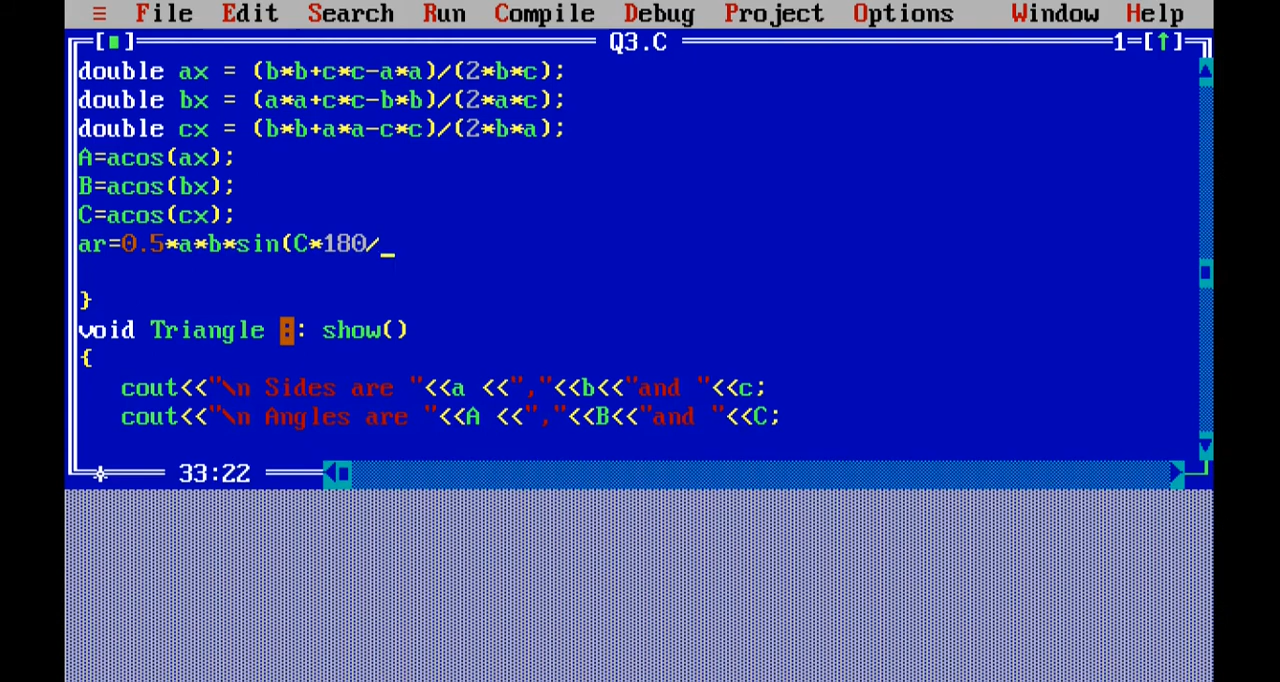 ≡ File Edit Search Run Compile Debug Project Options Window Help
[■] Q3.C 1=[↑]
double ax = (b*b+c*c-a*a)/(2*b*c);
double bx = (a*a+c*c-b*b)/(2*a*c);
double cx = (b*b+a*a-c*c)/(2*b*a);
A=acos(ax);
B=acos(bx);
C=acos(cx);
ar=0.5*a*b*sin(C*180/_
}
void Triangle :: show()
{
cout<<"\n Sides are "<<a <<","<<b<<"and "<<c;
cout<<"\n Angles are "<<A <<","<<B<<"and "<<C;
33:22